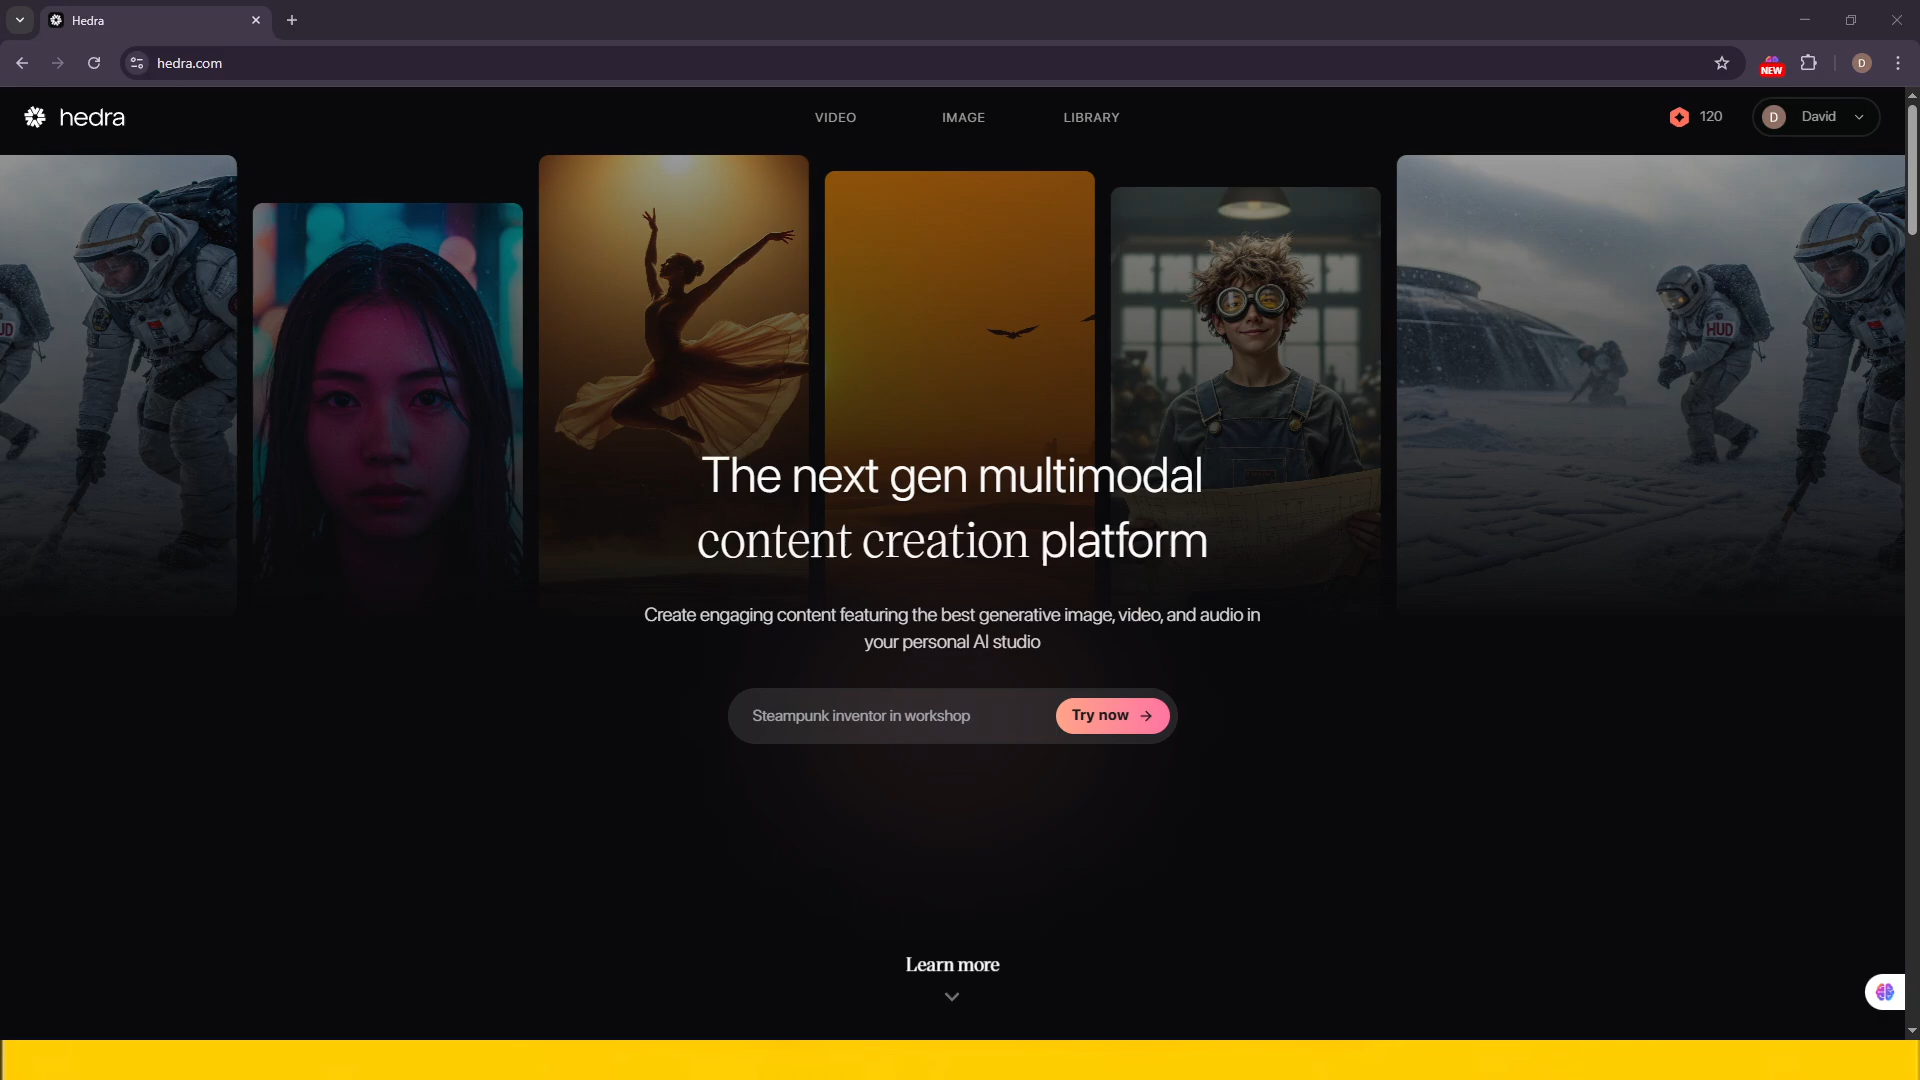 Hedra
hedra.com
NEW
D
hedra
VIDEO
IMAGE
LIBRARY
120
D
David
HUD
The next gen multimodal
content creation platform
Create engaging content featuring the best generative image, video, and audio in
your personal AI studio
Steampunk inventor in workshop
Try now
Learn more